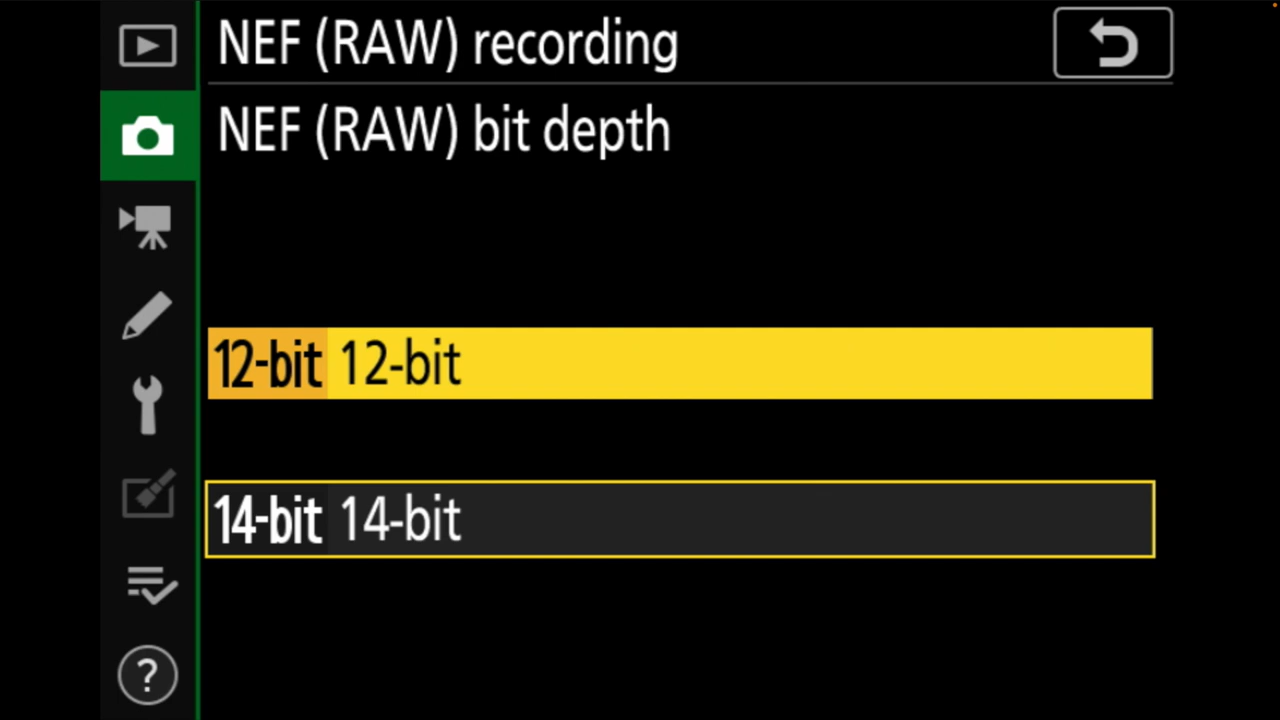 NEF (RAW) recording
NEF (RAW) bit depth
12-bit 12-bit
14-bit 14-bit
?